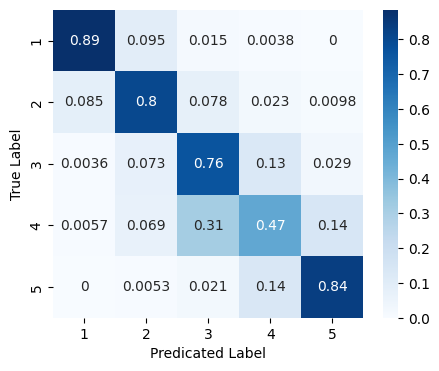 1 0.89 0.095 0.015 0.0038 0
2 0.085 0.8 0.078 0.023 0.0098
3 0.0036 0.073 0.76 0.13 0.029
4 0.0057 0.069 0.31 0.47 0.14
5 0 0.0053 0.021 0.14 0.84
1 2 3 4 5
True Label
Predicated Label
0.8
0.7
0.6
0.5
0.4
0.3
0.2
0.1
0.0